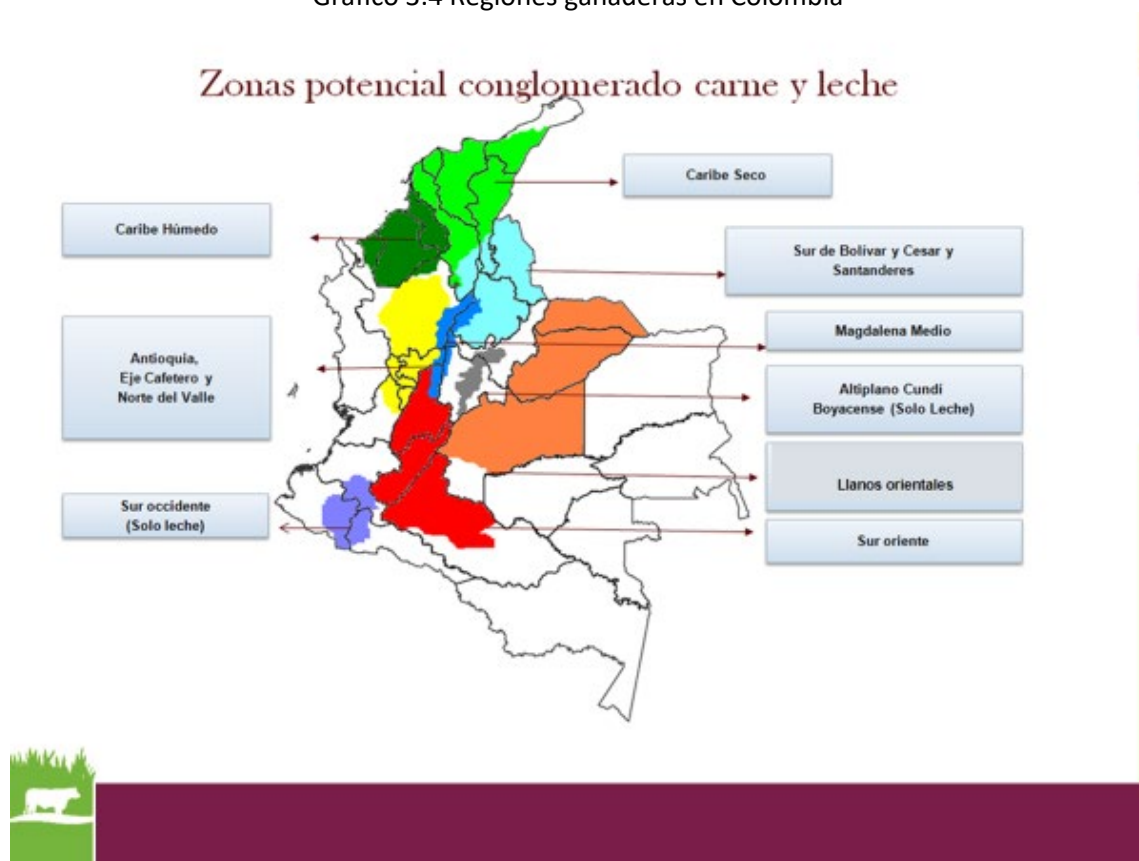 Gráfico 3.4 Regiones ganaderas en Colombia
Zonas potencial conglomerado carne y leche
Caribe Seco
Caribe Húmedo
Sur de Bolívar y Cesar y
Santanderes
Magdalena Medio
Antioquia,
Eje Cafetero y
Norte del Valle
Altiplano Cundi
Boyacense (Solo Leche)
Llanos orientales
Sur occidente
(Solo leche)
Sur oriente